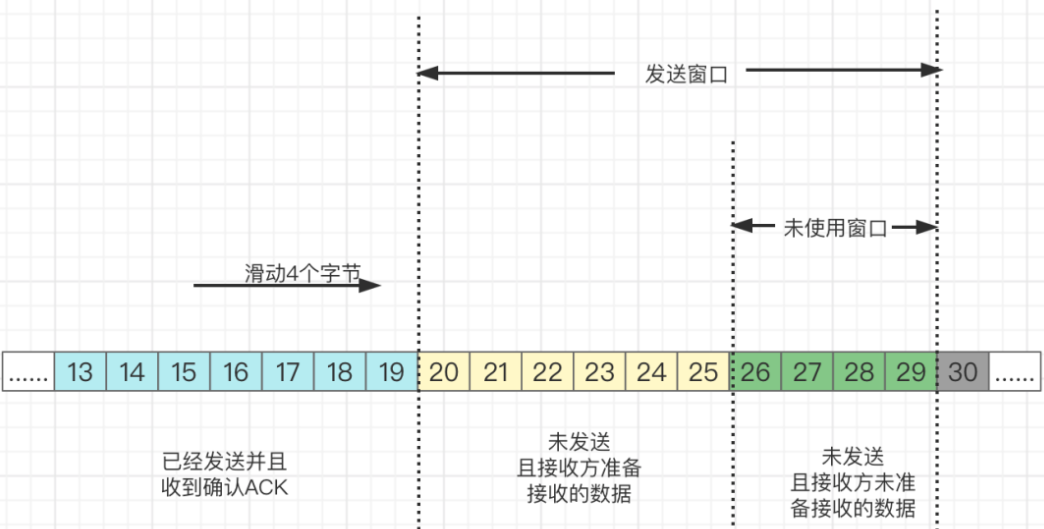 发送窗口
未使用窗口
滑动4个字节
...... 13 14 15 16 17 18 19 20 21 22 23 24 25 26 27 28 29 30 ......
已经发送并且
收到确认ACK
未发送
且接收方准备
接收的数据
未发送
且接收方未准
备接收的数据